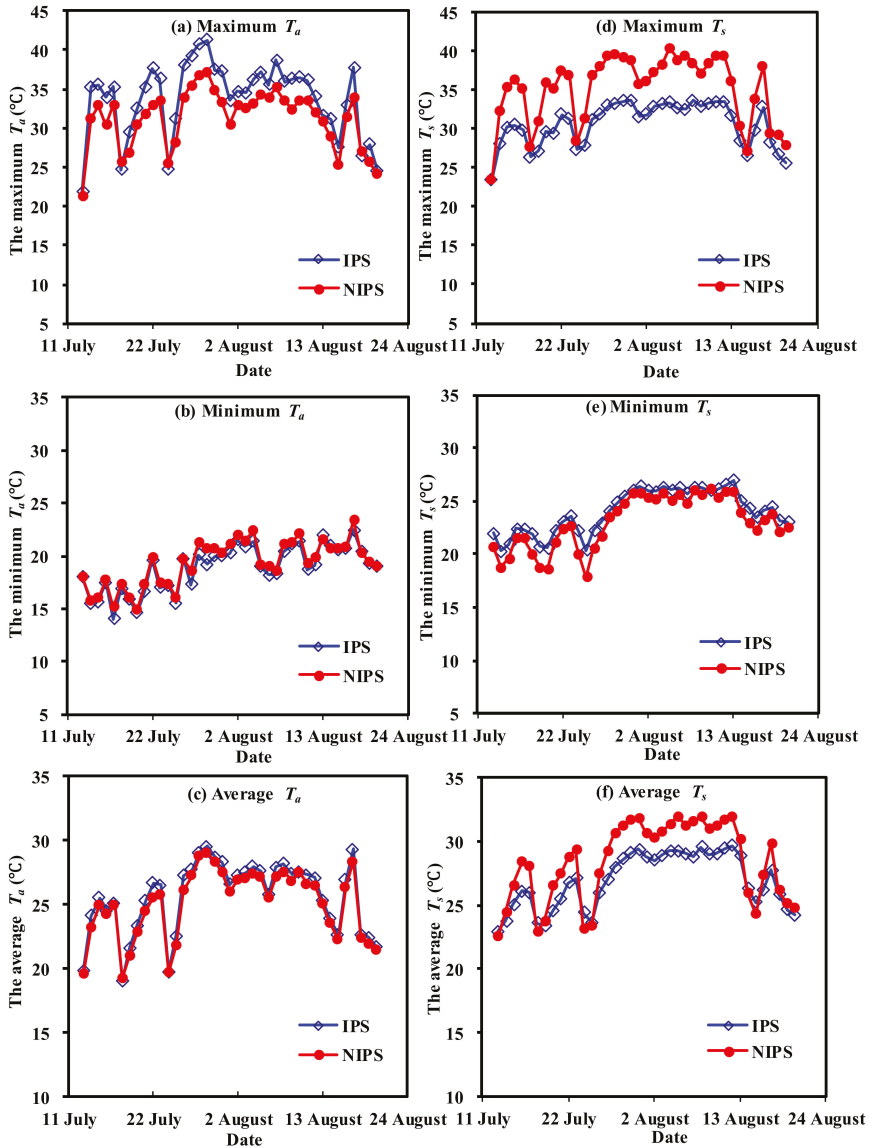 (a) Maximum Ta
The maximum Ta (℃)
45
40
35
30
25
20
15
10
5
IPS
NIPS
11 July 22 July 2 August 13 August 24 August
Date
(d) Maximum Ts
The maximum Ts (℃)
45
40
35
30
25
20
15
10
5
IPS
NIPS
11 July 22 July 2 August 13 August 24 August
Date
(b) Minimum Ta
The minimum Ta (℃)
35
30
25
20
15
10
5
IPS
NIPS
11 July 22 July 2 August 13 August 24 August
Date
(e) Minimum Ts
The minimum Ts (℃)
35
30
25
20
15
10
5
IPS
NIPS
11 July 22 July 2 August 13 August 24 August
Date
(c) Average Ta
The average Ta (℃)
35
30
25
20
15
10
IPS
NIPS
11 July 22 July 2 August 13 August 24 August
Date
(f) Average Ts
The average Ts (℃)
35
30
25
20
15
10
IPS
NIPS
11 July 22 July 2 August 13 August 24 August
Date